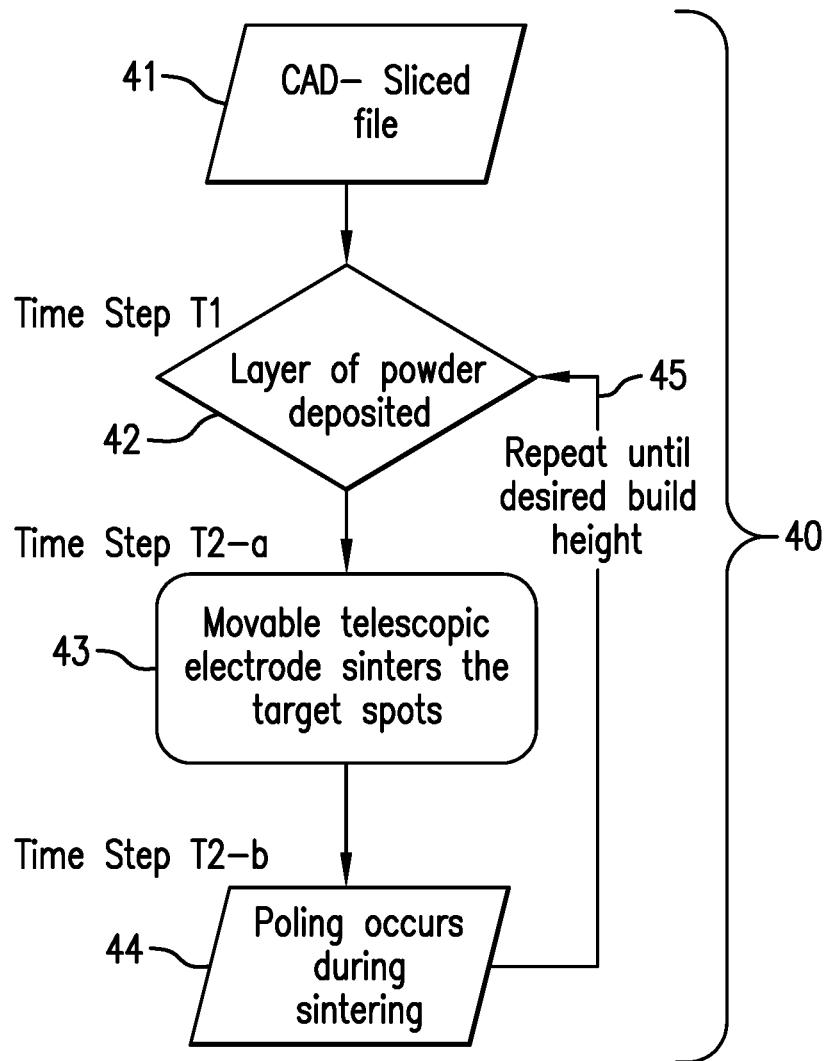 41
CAD- Sliced
file
Time Step T1
Layer of powder
deposited
42
45
Repeat until
desired build
height
40
Time Step T2-a
43
Movable telescopic
electrode sinters the
target spots
Time Step T2-b
44
Poling occurs
during
sintering